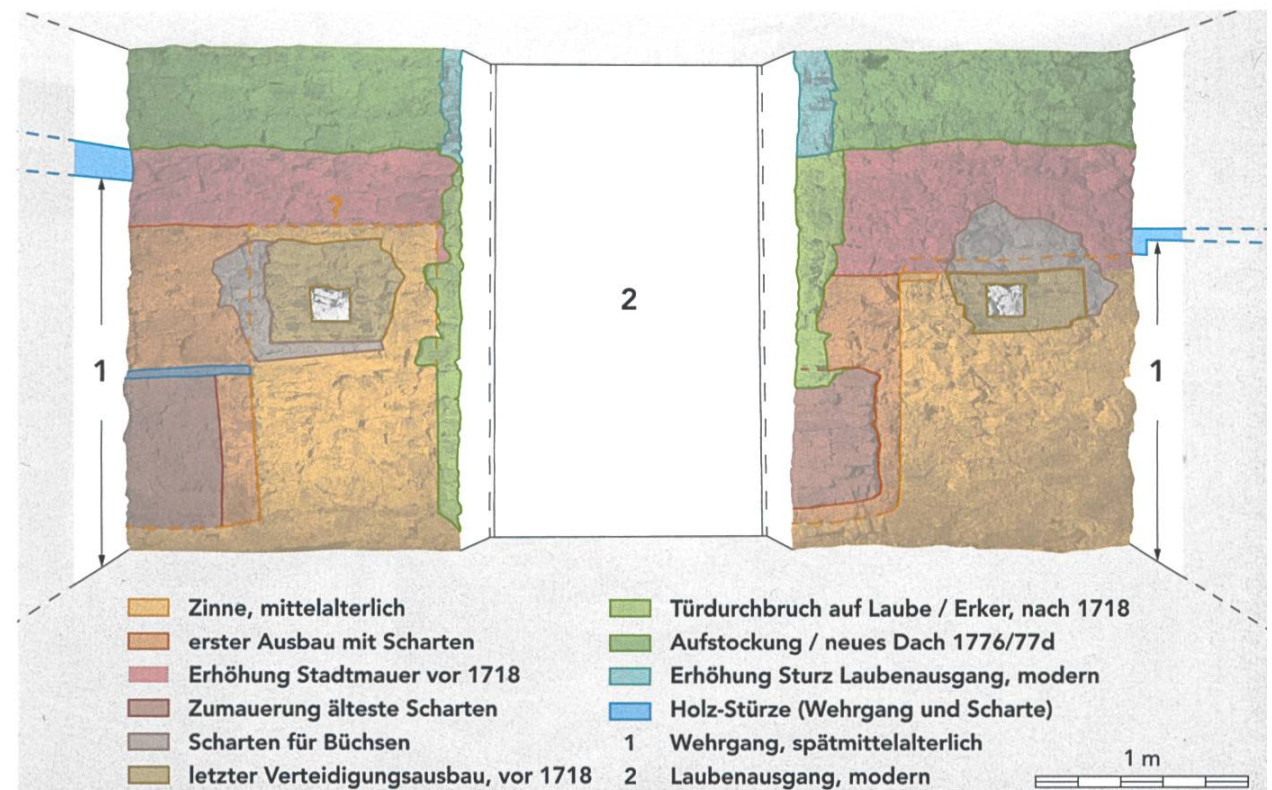 ?
1
2
1
Zinne, mittelalterlich
erster Ausbau mit Scharten
Erhöhung Stadtmauer vor 1718
Zumauerung älteste Scharten
Scharten für Büchsen
letzter Verteidigungsausbau, vor 1718
Türdurchbruch auf Laube / Erker, nach 1718
Aufstockung / neues Dach 1776/77d
Erhöhung Sturz Laubenausgang, modern
Holz-Stürze (Wehrgang und Scharte)
1 Wehrgang, spätmittelalterlich
2 Laubenausgang, modern
1 m